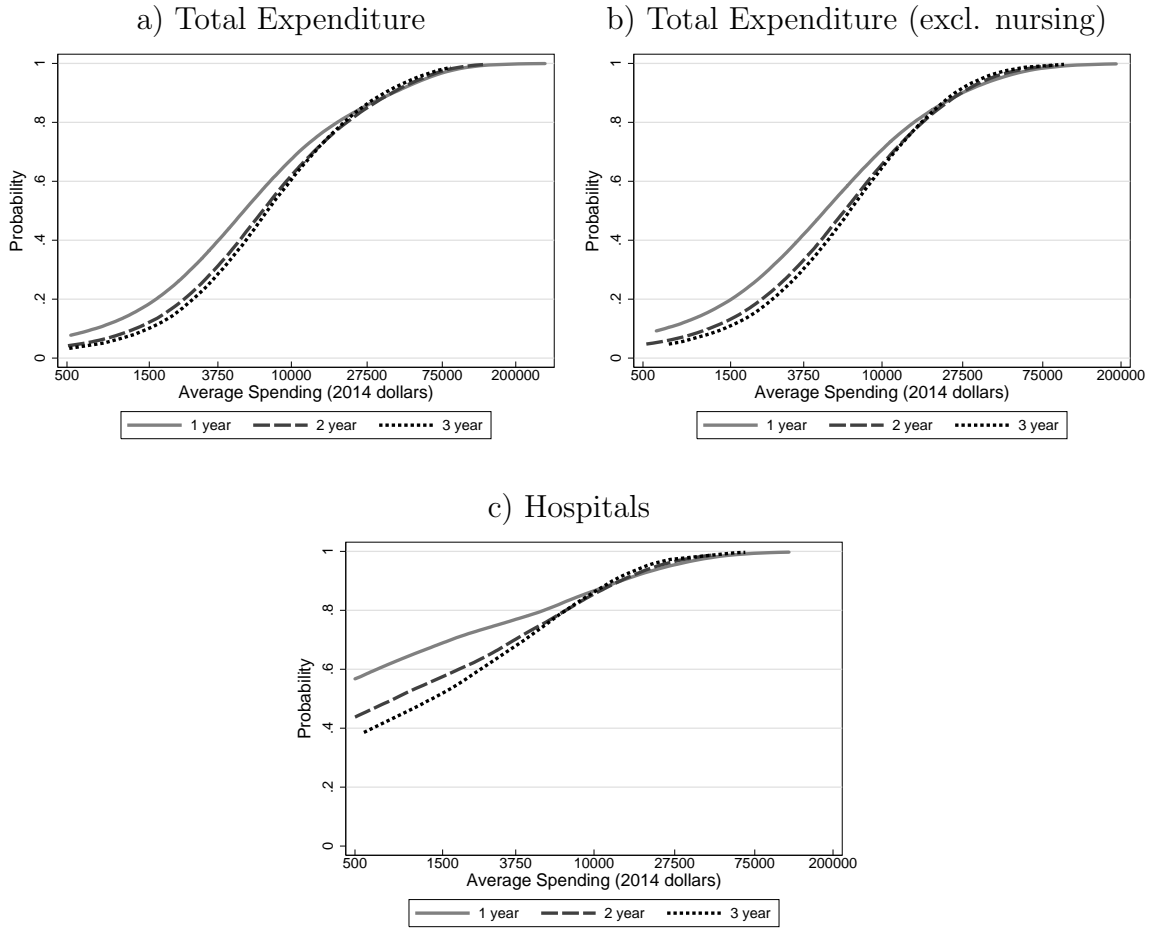 a) Total Expenditure
b) Total Expenditure (excl. nursing)
Probability
1
.8
.6
.4
.2
0
500 1500 3750 10000 27500 75000 200000
Average Spending (2014 dollars)
1 year 2 year 3 year
Probability
1
.8
.6
.4
.2
0
500 1500 3750 10000 27500 75000 200000
Average Spending (2014 dollars)
1 year 2 year 3 year
c) Hospitals
Probability
1
.8
.6
.4
.2
0
500 1500 3750 10000 27500 75000 200000
Average Spending (2014 dollars)
1 year 2 year 3 year